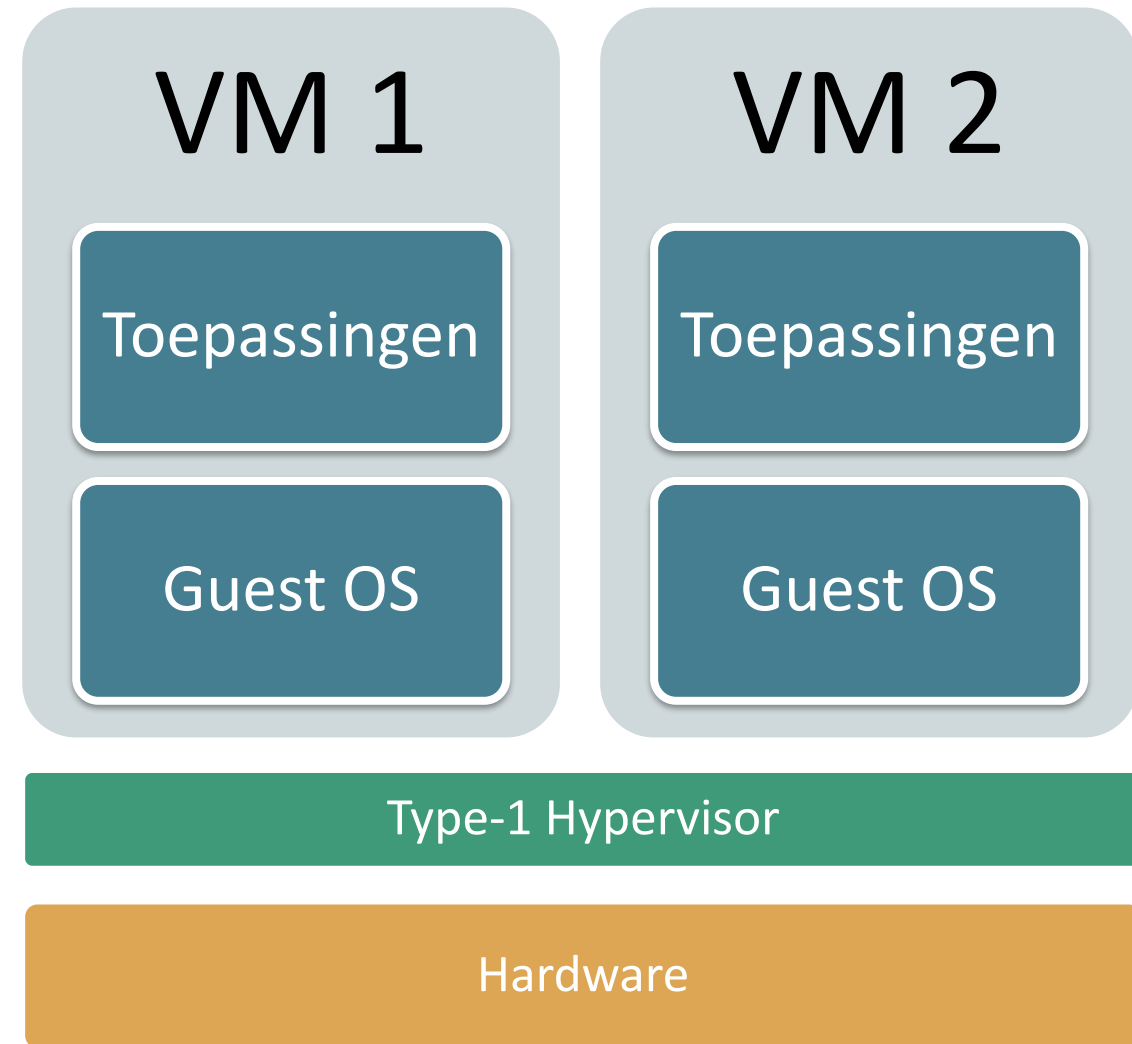 VM 1
Toepassingen
Guest OS
VM 2
Toepassingen
Guest OS
Type-1 Hypervisor
Hardware